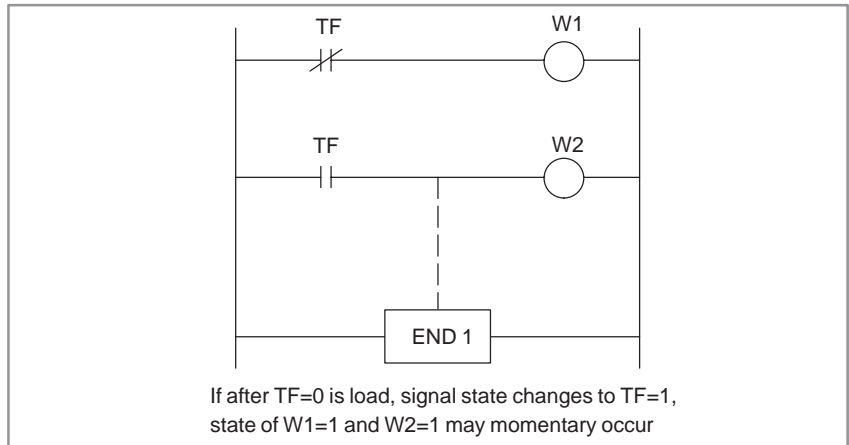 TF
W1
TF
W2
END 1
If after TF=0 is load, signal state changes to TF=1,
state of W1=1 and W2=1 may momentary occur